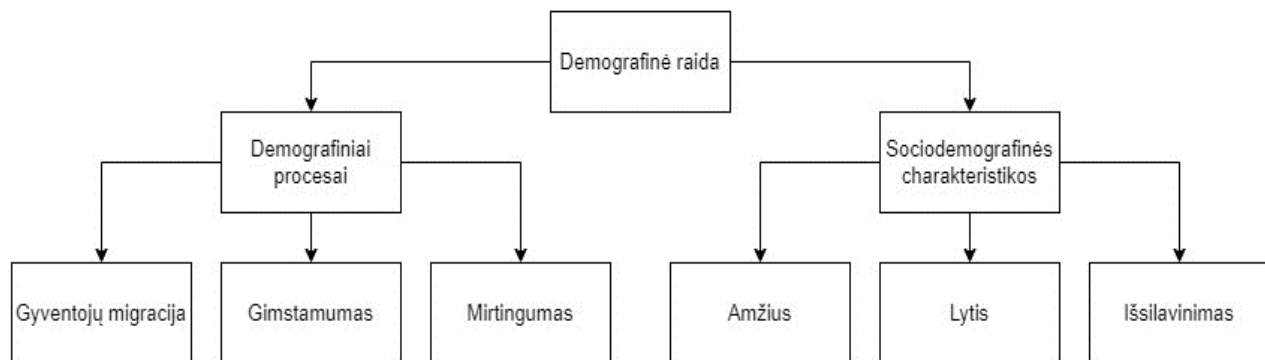 Demografinė raida
Demografiniai
procesai
Sociodemografinės
charakteristikos
Gyventojų migracija
Gimstamumas
Mirtingumas
Amžius
Lytis
Išsilavinimas